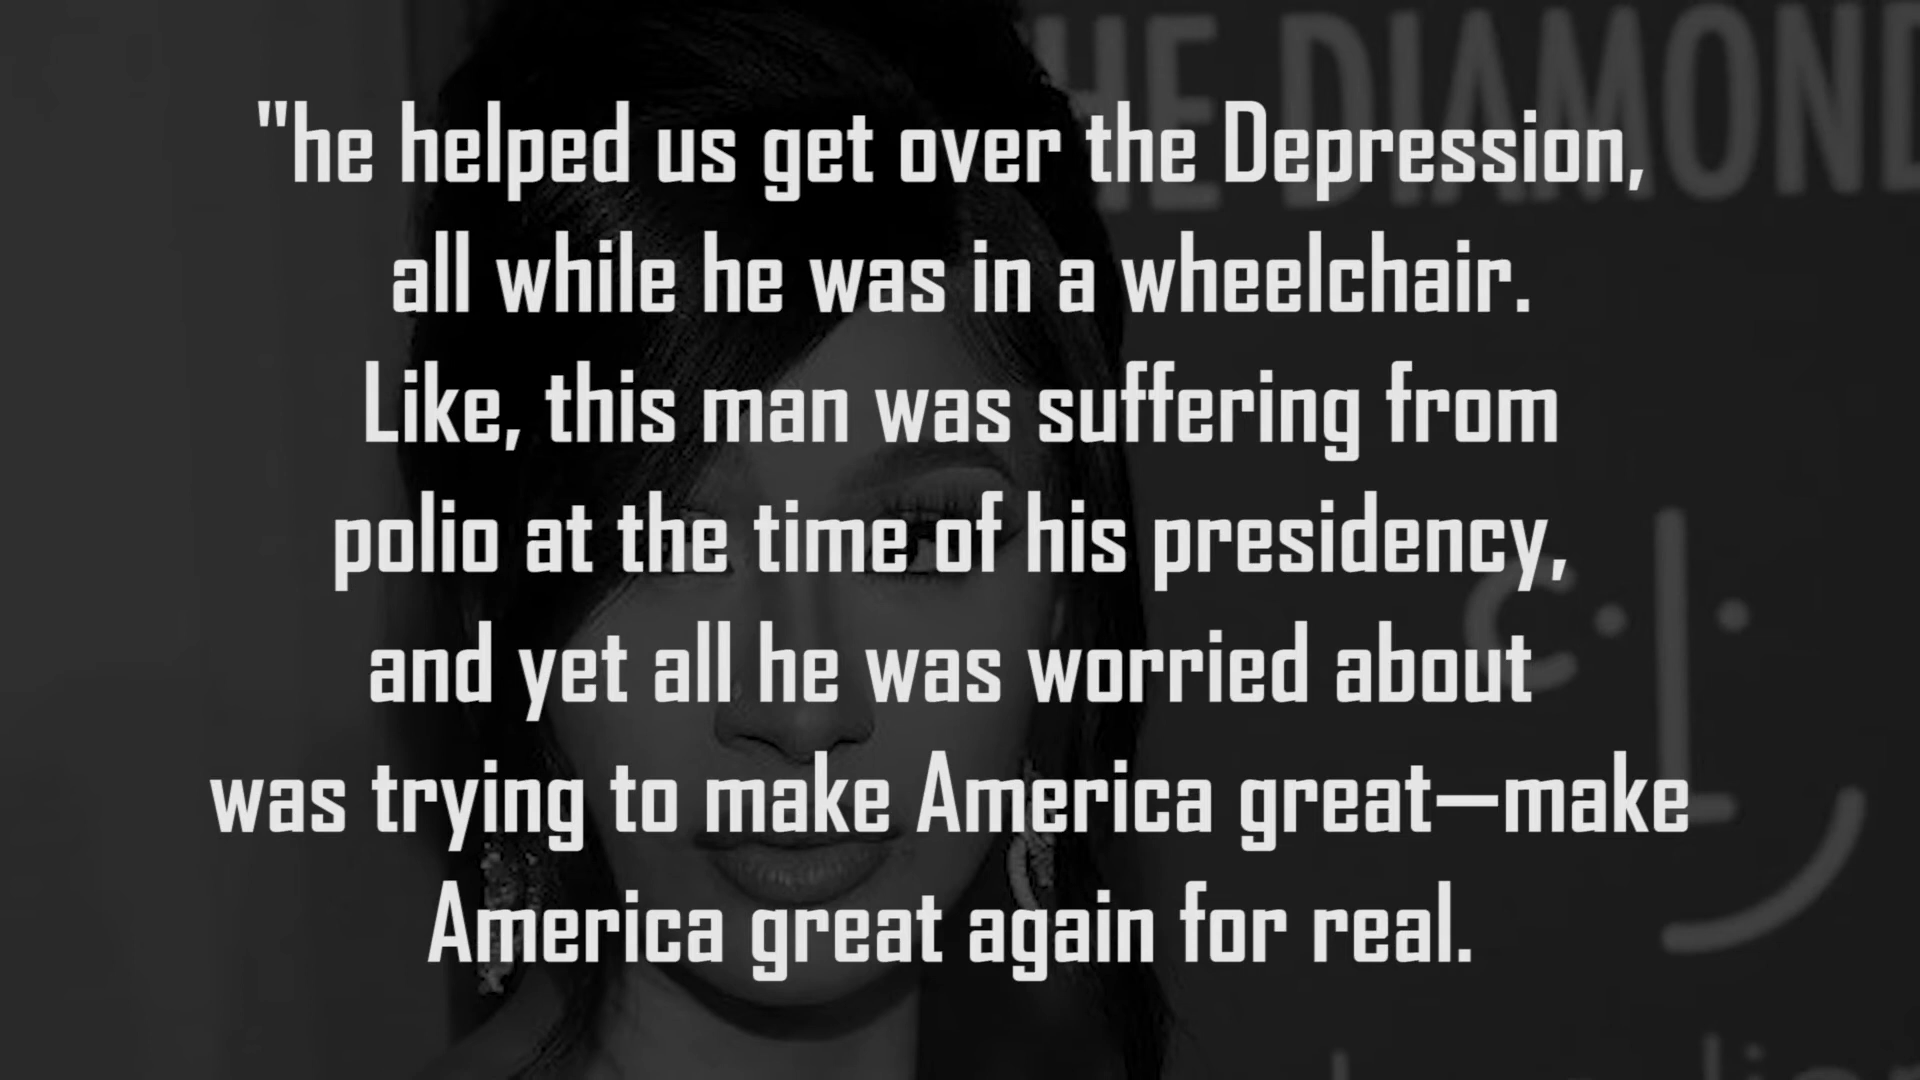 HE DIAMOND
"he helped us get over the Depression,
all while he was in a wheelchair.
Like, this man was suffering from
polio at the time of his presidency,
and yet all he was worried about
was trying to make America great—make
America great again for real.